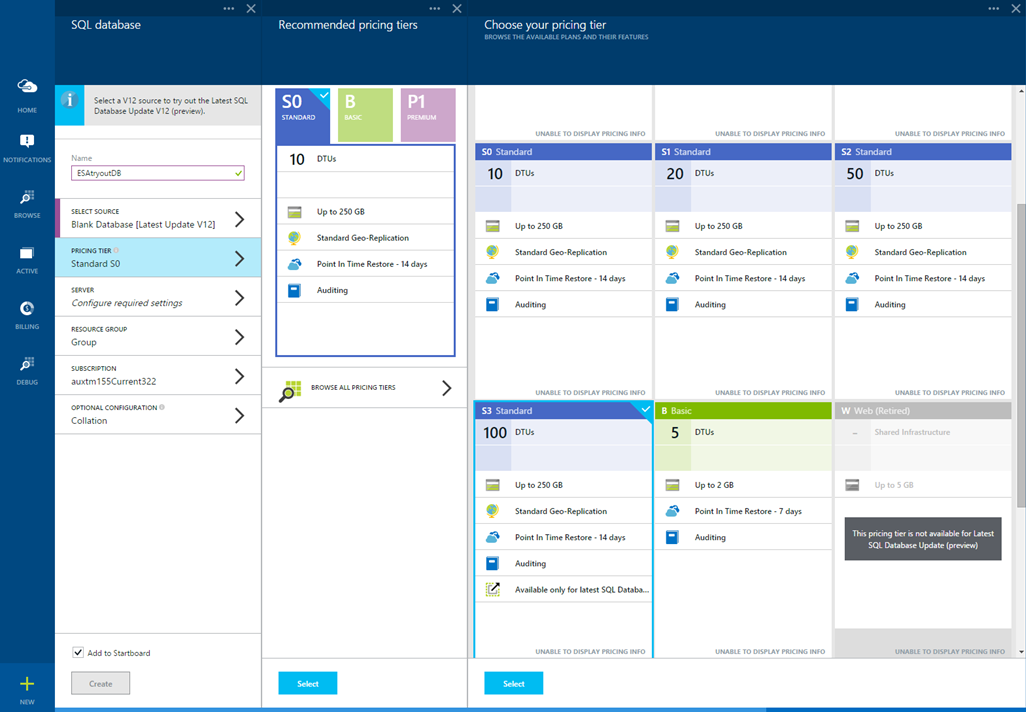 HOME
NOTIFICATIONS
BROWSE
ACTIVE
BILLING
DEBUG
NEW
SQL database
Select a V12 source to try out the Latest SQL
Database Update V12 (preview).
Name
ESAtryoutDB
SELECT SOURCE
Blank Database [Latest Update V12]
PRICING TIER
Standard S0
SERVER
Configure required settings
RESOURCE GROUP
Group
SUBSCRIPTION
auxtm155Current322
OPTIONAL CONFIGURATION
Collation
Add to Startboard
Create
Recommended pricing tiers
S0
STANDARD
B
BASIC
P1
PREMIUM
10 DTUs
Up to 250 GB
Standard Geo-Replication
Point In Time Restore - 14 days
Auditing
BROWSE ALL PRICING TIERS
Select
Choose your pricing tier
BROWSE THE AVAILABLE PLANS AND THEIR FEATURES
UNABLE TO DISPLAY PRICING INFO
UNABLE TO DISPLAY PRICING INFO
UNABLE TO DISPLAY PRICING INFO
S0 Standard
10 DTUs
Up to 250 GB
Standard Geo-Replication
Point In Time Restore - 14 days
Auditing
UNABLE TO DISPLAY PRICING INFO
S1 Standard
20 DTUs
Up to 250 GB
Standard Geo-Replication
Point In Time Restore - 14 days
Auditing
UNABLE TO DISPLAY PRICING INFO
S2 Standard
50 DTUs
Up to 250 GB
Standard Geo-Replication
Point In Time Restore - 14 days
Auditing
UNABLE TO DISPLAY PRICING INFO
S3 Standard
100 DTUs
Up to 250 GB
Standard Geo-Replication
Point In Time Restore - 14 days
Auditing
Available only for latest SQL Databa...
UNABLE TO DISPLAY PRICING INFO
B Basic
5 DTUs
Up to 2 GB
Point In Time Restore - 7 days
Auditing
UNABLE TO DISPLAY PRICING INFO
W Web (Retired)
-- Shared Infrastructure
Up to 5 GB
This pricing tier is not available for Latest
SQL Database Update (preview)
UNABLE TO DISPLAY PRICING INFO
Select